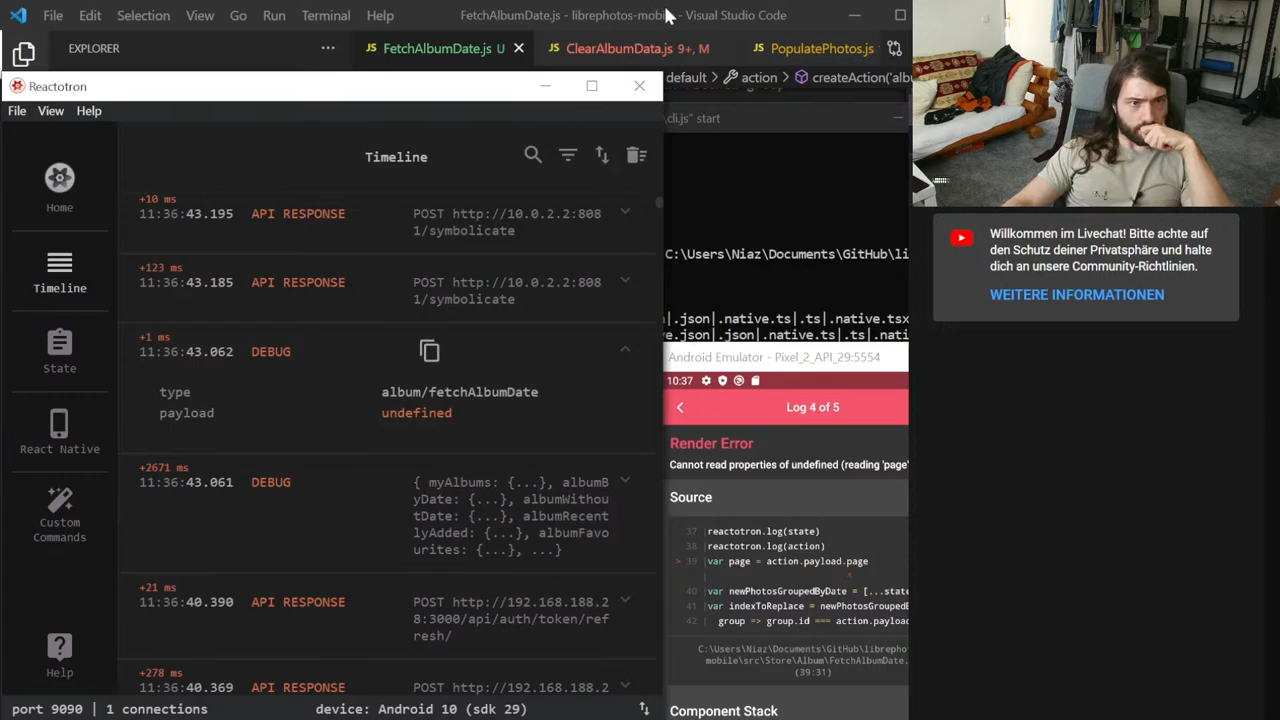 File Edit Selection View Go Run Terminal Help
FetchAlbumDate.js - librephotos-mobile - Visual Studio Code
EXPLORER ···
JS FetchAlbumDate.js U
JS ClearAlbumData.js 9+, M
JS PopulatePhotos.js
default > action > createAction('alb
Reactotron
File View Help
Timeline
Home
Timeline
State
React Native
Custom
Commands
Help
+10 ms
11:36:43.195 API RESPONSE POST http://10.0.2.2:808
1/symbolicate
+123 ms
11:36:43.185 API RESPONSE POST http://10.0.2.2:808
1/symbolicate
+1 ms
11:36:43.062 DEBUG
type album/fetchAlbumDate
payload undefined
+2671 ms
11:36:43.061 DEBUG { myAlbums: {...}, albumB
yDate: {...}, albumWithou
tDate: {...}, albumRecent
lyAdded: {...}, albumFavo
urites: {...}, ...}
+21 ms
11:36:40.390 API RESPONSE POST http://192.168.188.2
8:3000/api/auth/token/ref
resh/
+278 ms
11:36:40.369 API RESPONSE POST http://192.168.188.2
port 9090 | 1 connections device: Android 10 (sdk 29)
\cli.js" start
C:\Users\Niaz\Documents\GitHub\li
|.json|.native.ts|.ts|.native.tsx
ve.json|.native.ts|.ts|.nati
Android Emulator - Pixel_2_API_29:5554
10:37
Log 4 of 5
Render Error
Cannot read properties of undefined (reading 'page'
Source
37 |reactotron.log(state)
38 |reactotron.log(action)
> 39 |var page = action.payload.page
| ^
40 |var newPhotosGroupedByDate = [...state
41 |var indexToReplace = newPhotosGroupedB
42 | group => group.id === action.payload
C:\Users\Niaz\Documents\GitHub\librepho
mobile\src\Store\Album\FetchAlbumDate.
(39:31)
Component Stack
Willkommen im Livechat! Bitte achte auf
den Schutz deiner Privatsphäre und halte
dich an unsere Community-Richtlinien.
WEITERE INFORMATIONEN